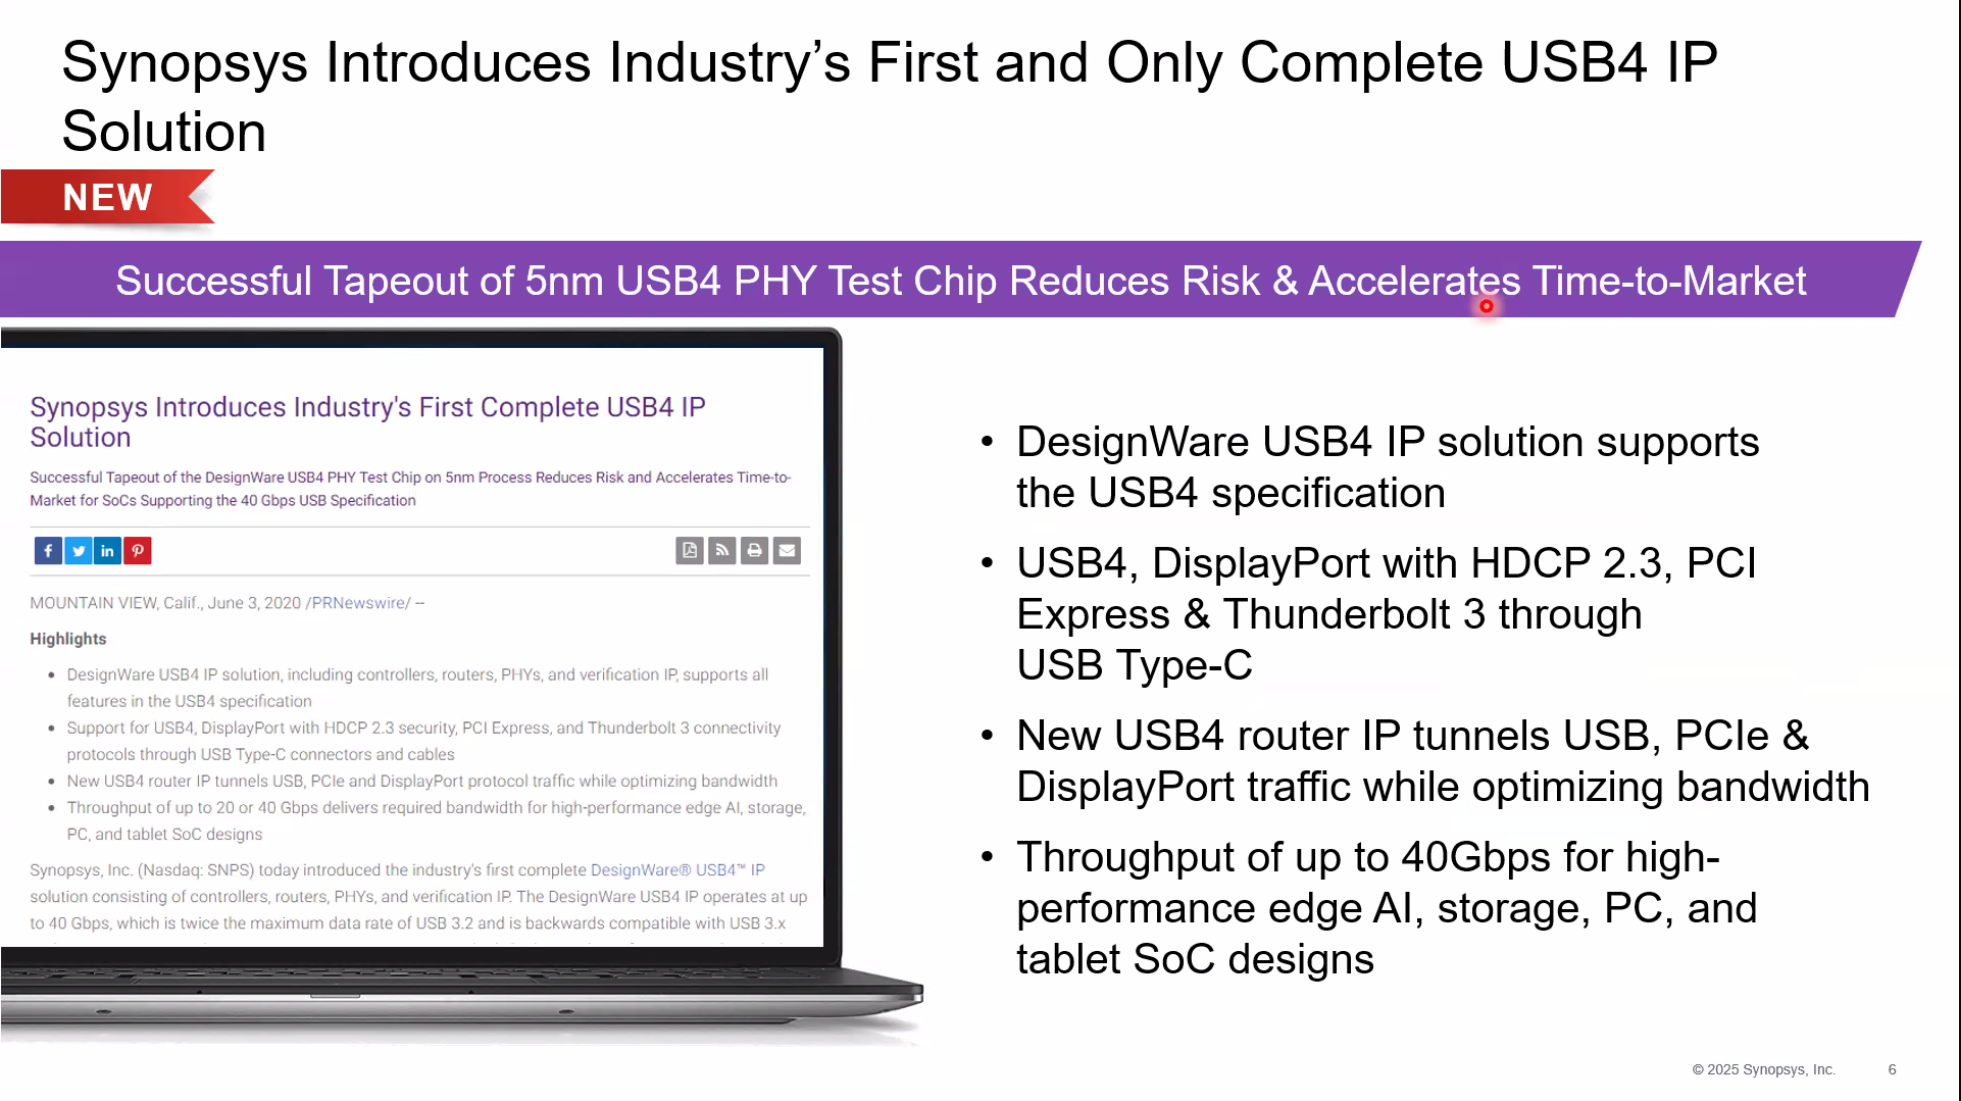 Synopsys Introduces Industry’s First and Only Complete USB4 IP
Solution
NEW
Successful Tapeout of 5nm USB4 PHY Test Chip Reduces Risk & Accelerates Time-to-Market
Synopsys Introduces Industry's First Complete USB4 IP
Solution
Successful Tapeout of the DesignWare USB4 PHY Test Chip on 5nm Process Reduces Risk and Accelerates Time-to-
Market for SoCs Supporting the 40 Gbps USB Specification
MOUNTAIN VIEW, Calif., June 3, 2020 /PRNewswire/ --
Highlights
• DesignWare USB4 IP solution, including controllers, routers, PHYs, and verification IP, supports all
features in the USB4 specification
• Support for USB4, DisplayPort with HDCP 2.3 security, PCI Express, and Thunderbolt 3 connectivity
protocols through USB Type-C connectors and cables
• New USB4 router IP tunnels USB, PCIe and DisplayPort protocol traffic while optimizing bandwidth
• Throughput of up to 20 or 40 Gbps delivers required bandwidth for high-performance edge AI, storage,
PC, and tablet SoC designs
Synopsys, Inc. (Nasdaq: SNPS) today introduced the industry's first complete DesignWare® USB4™ IP
solution consisting of controllers, routers, PHYs, and verification IP. The DesignWare USB4 IP operates at up
to 40 Gbps, which is twice the maximum data rate of USB 3.2 and is backwards compatible with USB 3.x
• DesignWare USB4 IP solution supports
the USB4 specification
• USB4, DisplayPort with HDCP 2.3, PCI
Express & Thunderbolt 3 through
USB Type-C
• New USB4 router IP tunnels USB, PCIe &
DisplayPort traffic while optimizing bandwidth
• Throughput of up to 40Gbps for high-
performance edge AI, storage, PC, and
tablet SoC designs
© 2025 Synopsys, Inc.
6